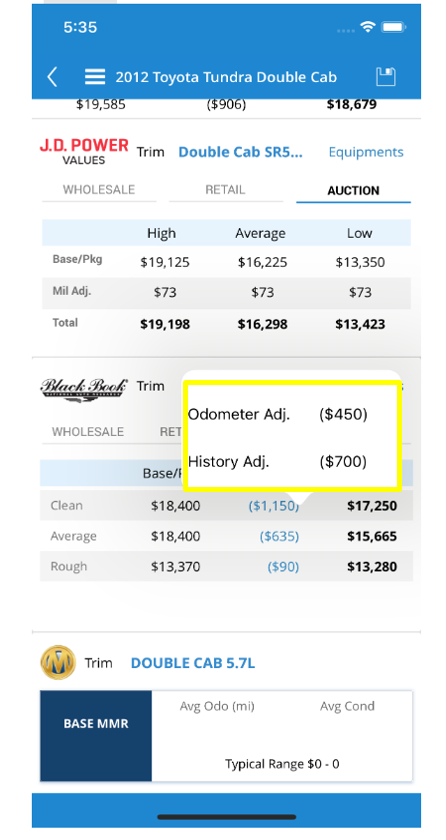 5:35
2012 Toyota Tundra Double Cab
$19,585 ($906) $18,679
J.D. POWER
VALUES
Trim Double Cab SR5... Equipments
WHOLESALE RETAIL AUCTION
High Average Low
Base/Pkg $19,125 $16,225 $13,350
Mil Adj. $73 $73 $73
Total $19,198 $16,298 $13,423
Black Book Trim
Odometer Adj. ($450)
WHOLESALE RET
History Adj. ($700)
Base/
Clean $18,400 ($1,150) $17,250
Average $18,400 ($635) $15,665
Rough $13,370 ($90) $13,280
Trim DOUBLE CAB 5.7L
BASE MMR
Avg Odo (mi) Avg Cond
Typical Range $0 - 0